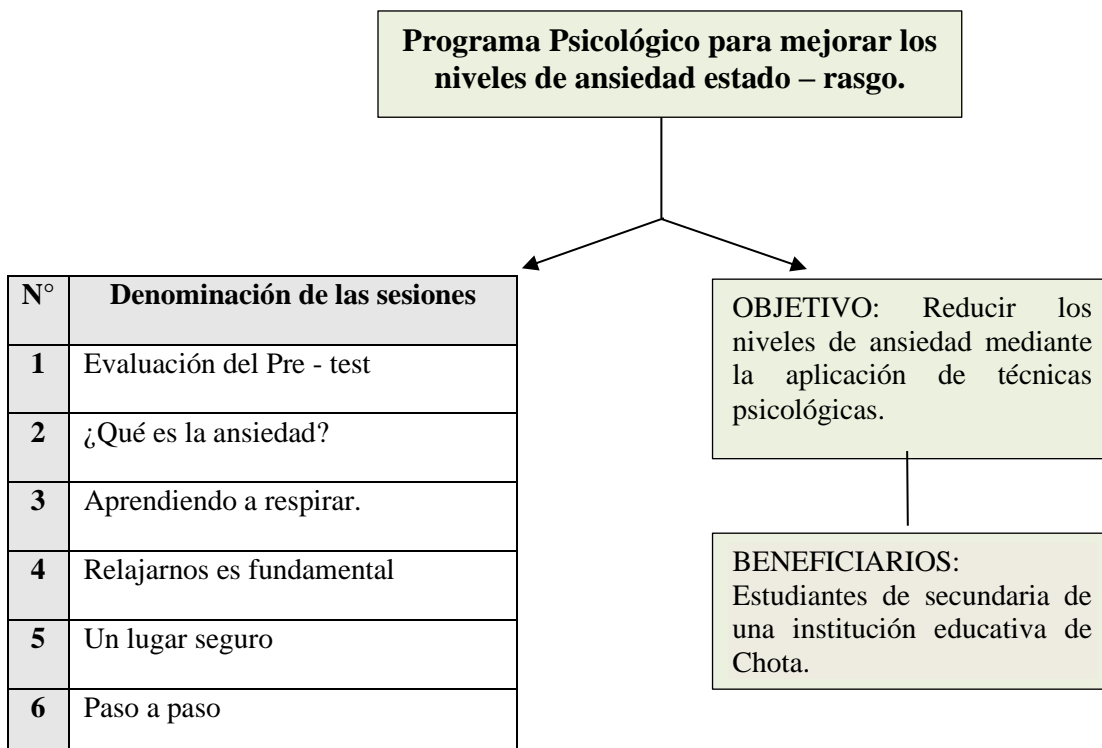 Programa Psicológico para mejorar los
niveles de ansiedad estado – rasgo.
N° Denominación de las sesiones
1 Evaluación del Pre - test
2 ¿Qué es la ansiedad?
3 Aprendiendo a respirar.
4 Relajarnos es fundamental
5 Un lugar seguro
6 Paso a paso
OBJETIVO: Reducir los
niveles de ansiedad mediante
la aplicación de técnicas
psicológicas.
BENEFICIARIOS:
Estudiantes de secundaria de
una institución educativa de
Chota.